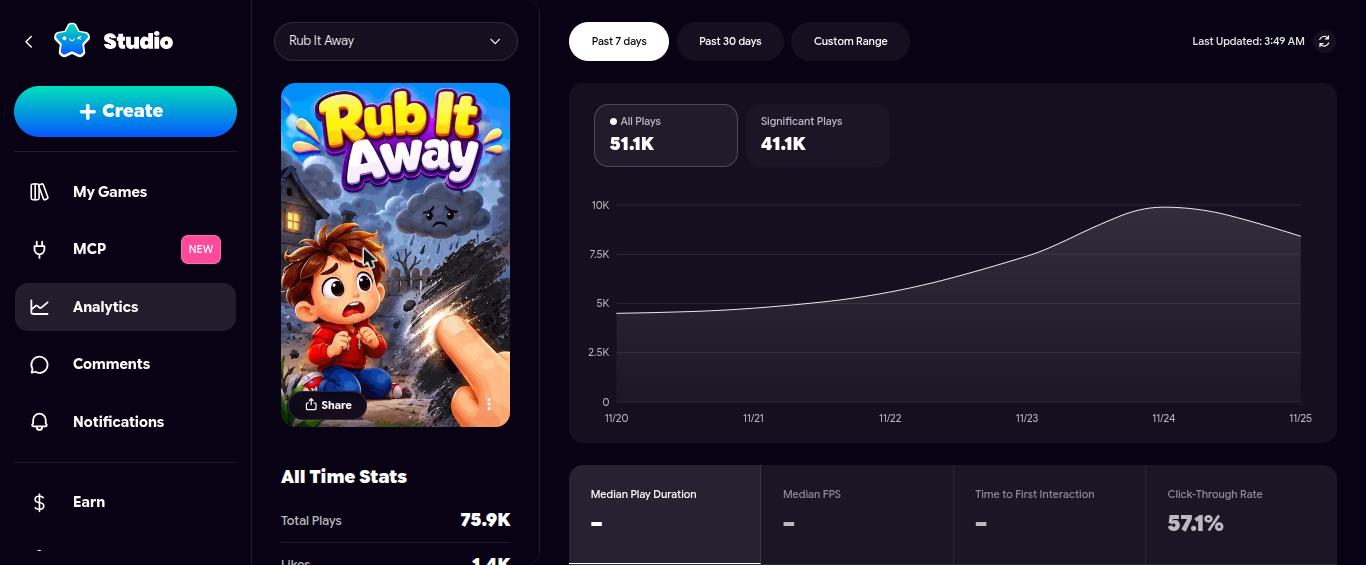 Studio
Create
My Games
MCP
NEW
Analytics
Comments
Notifications
Earn
Rub It Away
Rub It
Away
Share
All Time Stats
Total Plays 75.9K
Likes 1.4K
Past 7 days
Past 30 days
Custom Range
Last Updated: 3:49 AM
All Plays
51.1K
Significant Plays
41.1K
10K
7.5K
5K
2.5K
0
11/20 11/21 11/22 11/23 11/24 11/25
Median Play Duration
–
Median FPS
–
Time to First Interaction
–
Click-Through Rate
57.1%